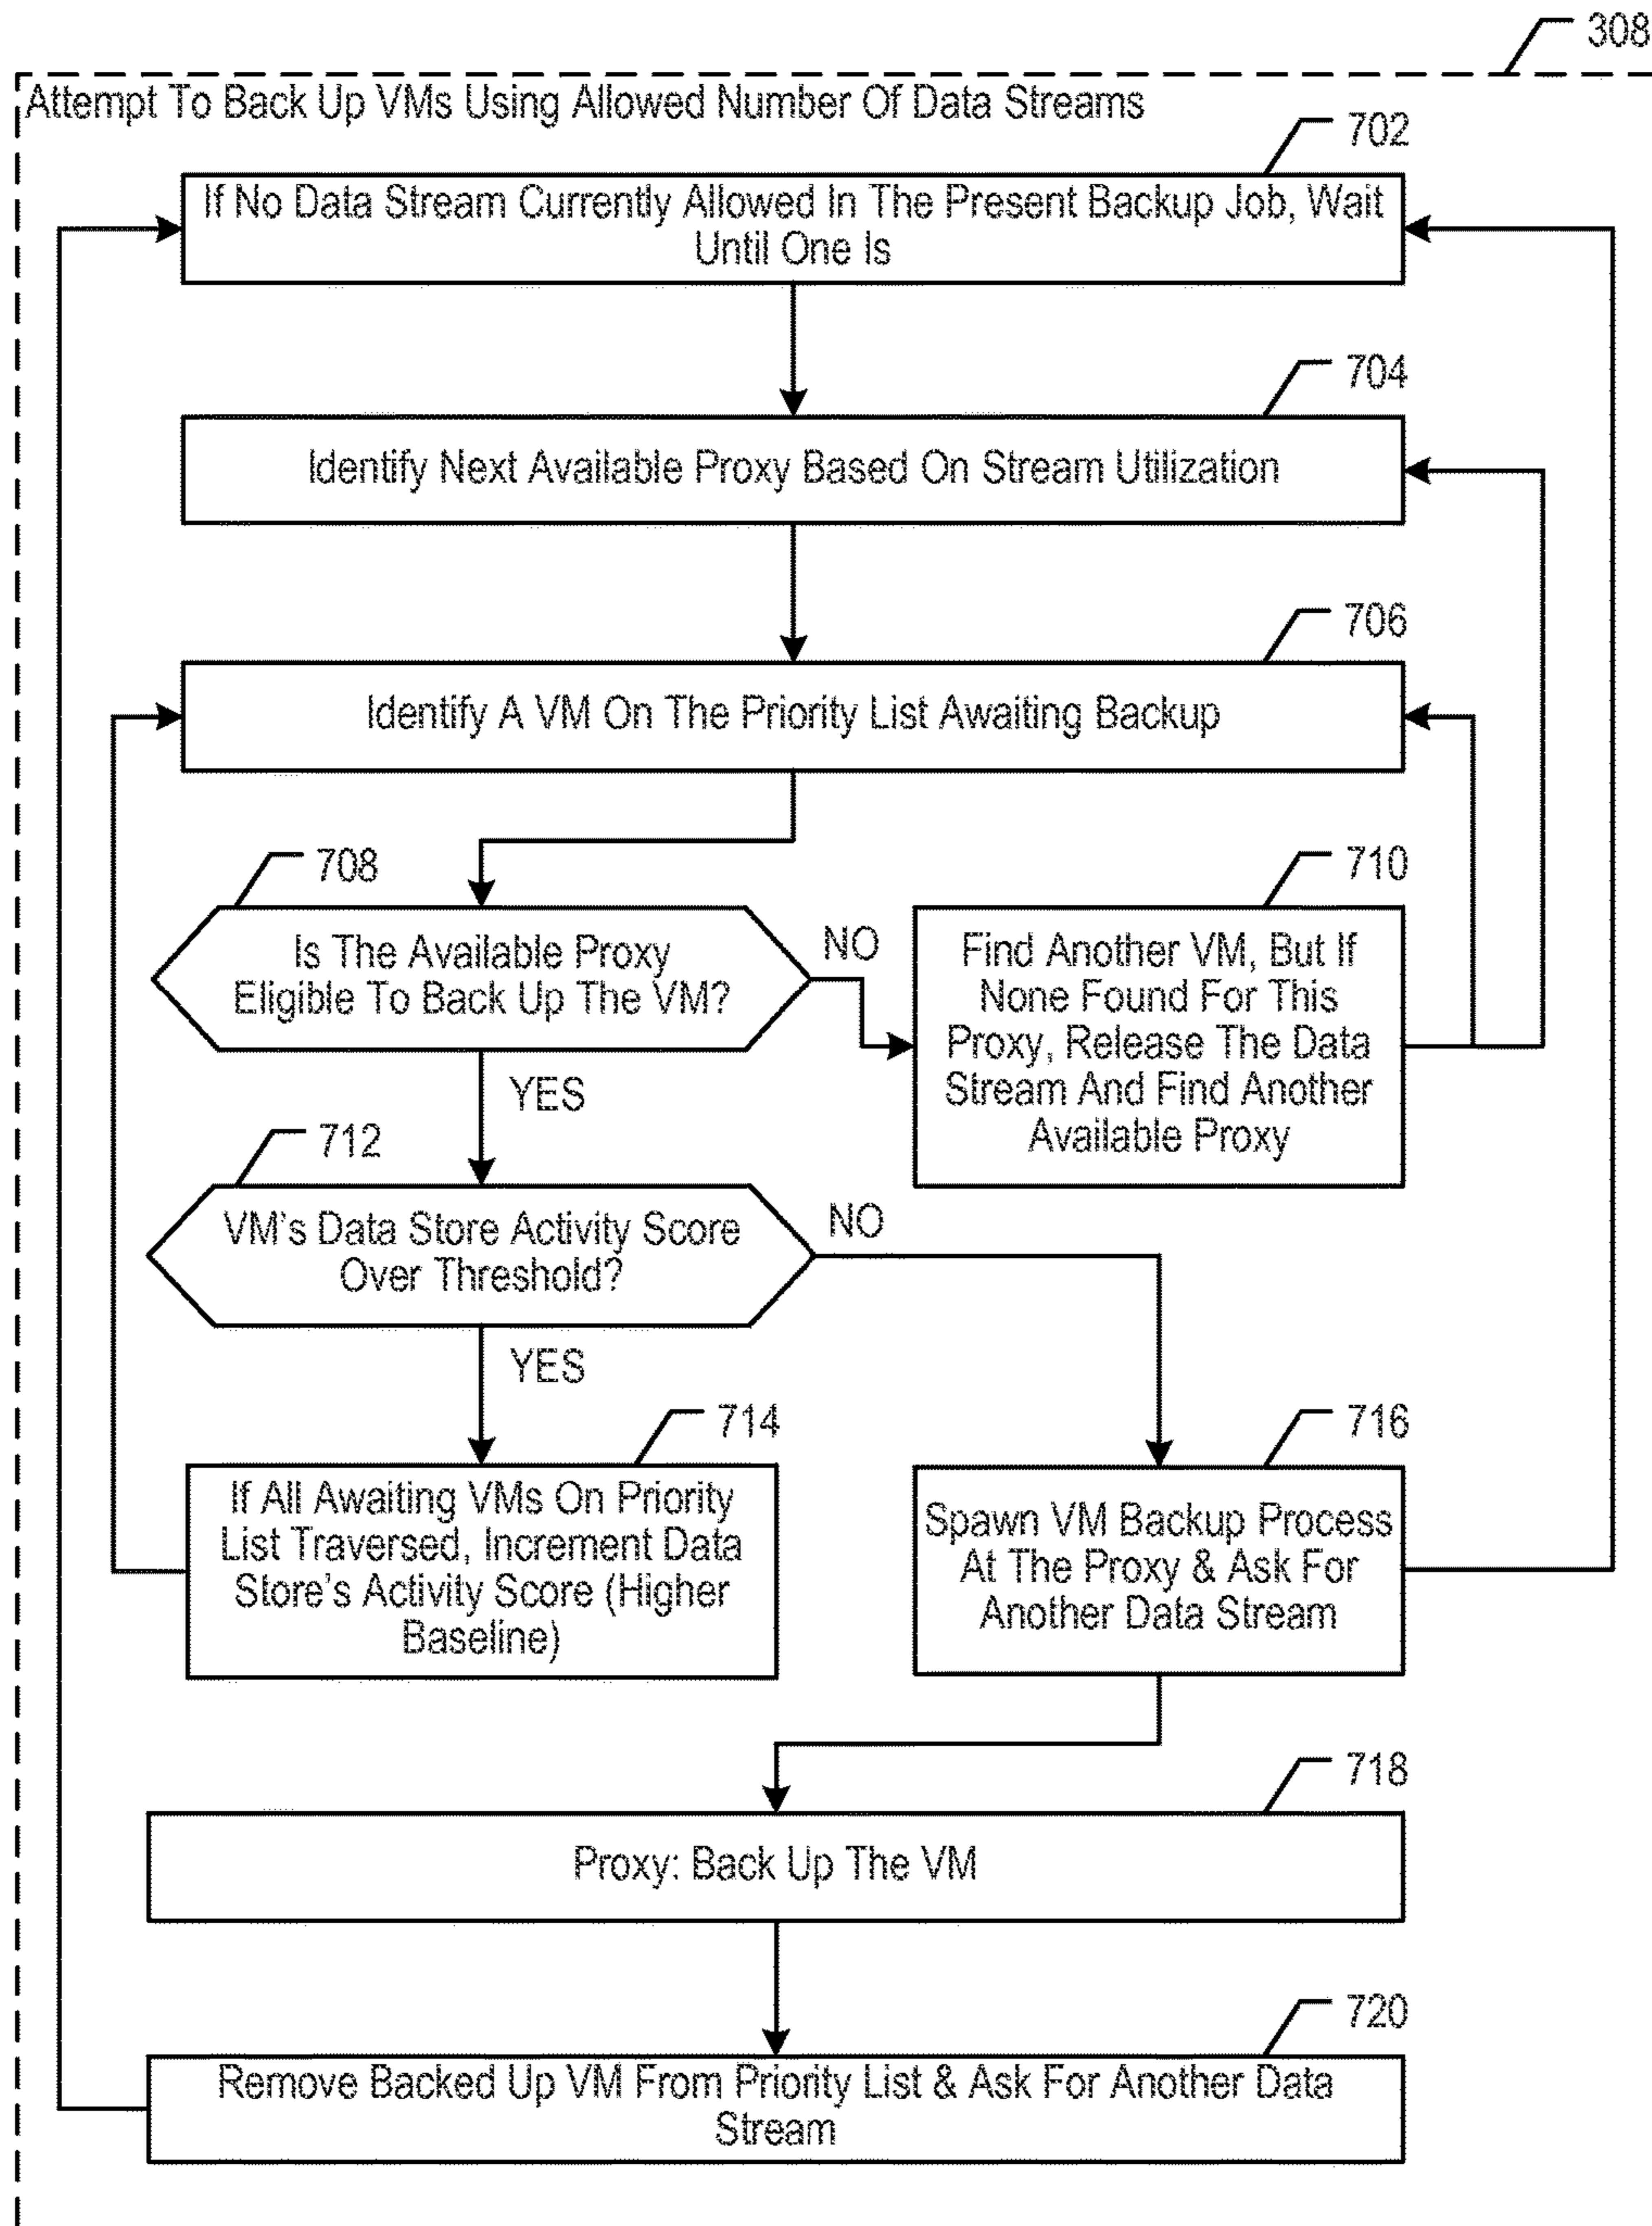 308
Attempt To Back Up VMs Using Allowed Number Of Data Streams
702
If No Data Stream Currently Allowed In The Present Backup Job, Wait
Until One Is
704
Identify Next Available Proxy Based On Stream Utilization
706
Identify A VM On The Priority List Awaiting Backup
708
Is The Available Proxy
Eligible To Back Up The VM?
NO
YES
710
Find Another VM, But If
None Found For This
Proxy, Release The Data
Stream And Find Another
Available Proxy
712
VM's Data Store Activity Score
Over Threshold?
NO
YES
714
If All Awaiting VMs On Priority
List Traversed, Increment Data
Store's Activity Score (Higher
Baseline)
716
Spawn VM Backup Process
At The Proxy & Ask For
Another Data Stream
718
Proxy: Back Up The VM
720
Remove Backed Up VM From Priority List & Ask For Another Data
Stream